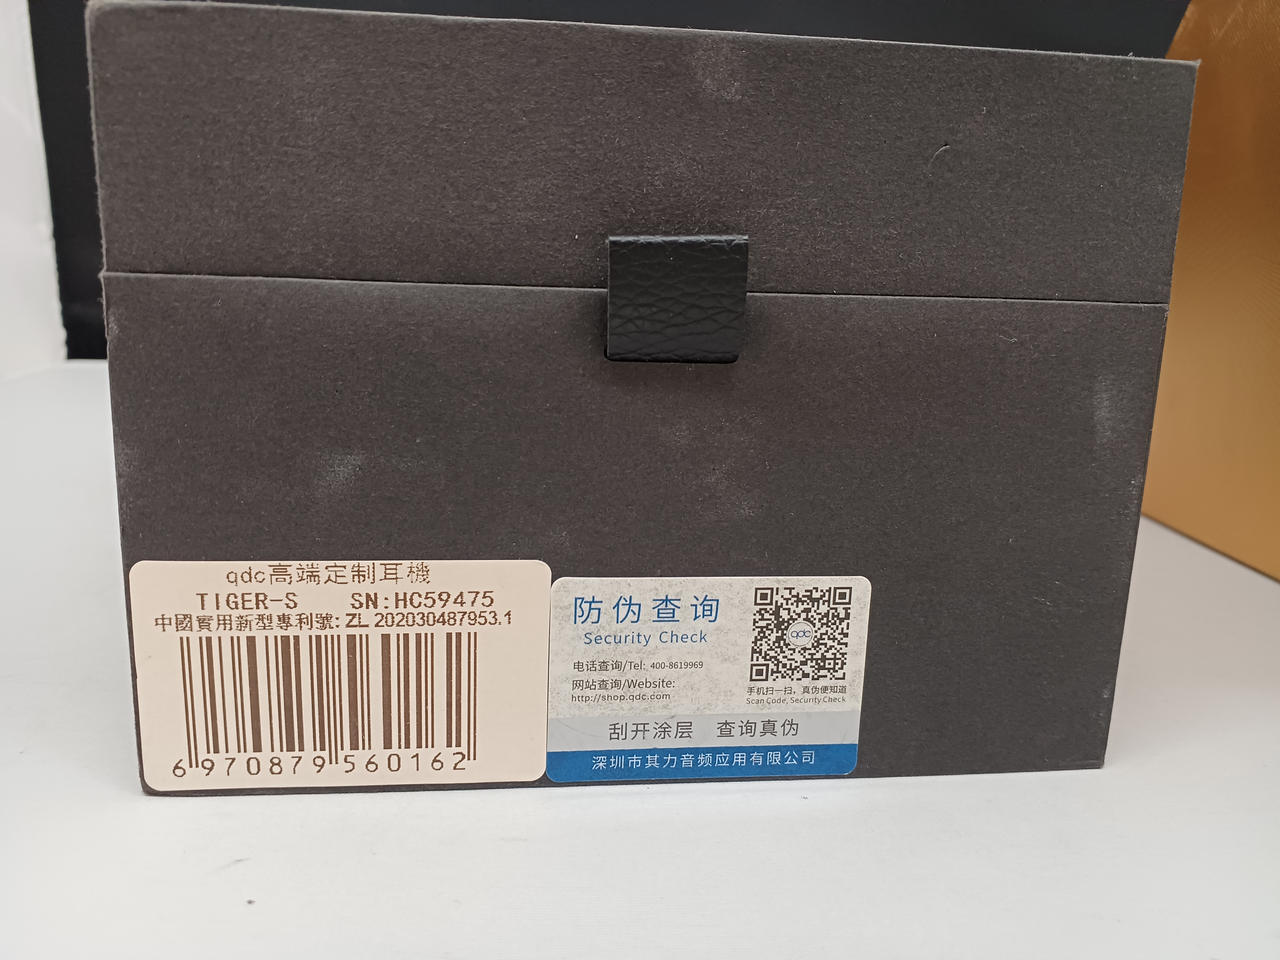 qdc高端定制耳機
TIGER-S SN:HC59475
中國實用新型專利號: ZL 202030487953.1
6 970879 560162
防伪查询
Security Check
电话查询/Tel: 400-8619969
网站查询/Website:
http://shop.qdc.com
qdc
手机扫一扫，真伪便知道
Scan Code, Security Check
刮开涂层 查询真伪
深圳市其力音频应用有限公司